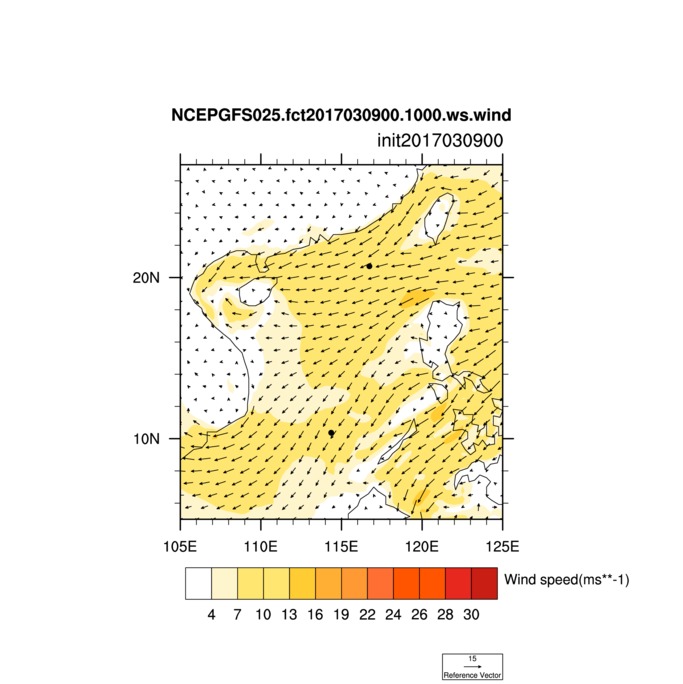 NCEPGFS025.fct2017030900.1000.ws.wind
init2017030900
20N
10N
105E 110E 115E 120E 125E
Wind speed(ms**-1)
4 7 10 13 16 19 22 24 26 28 30
15
Reference Vector